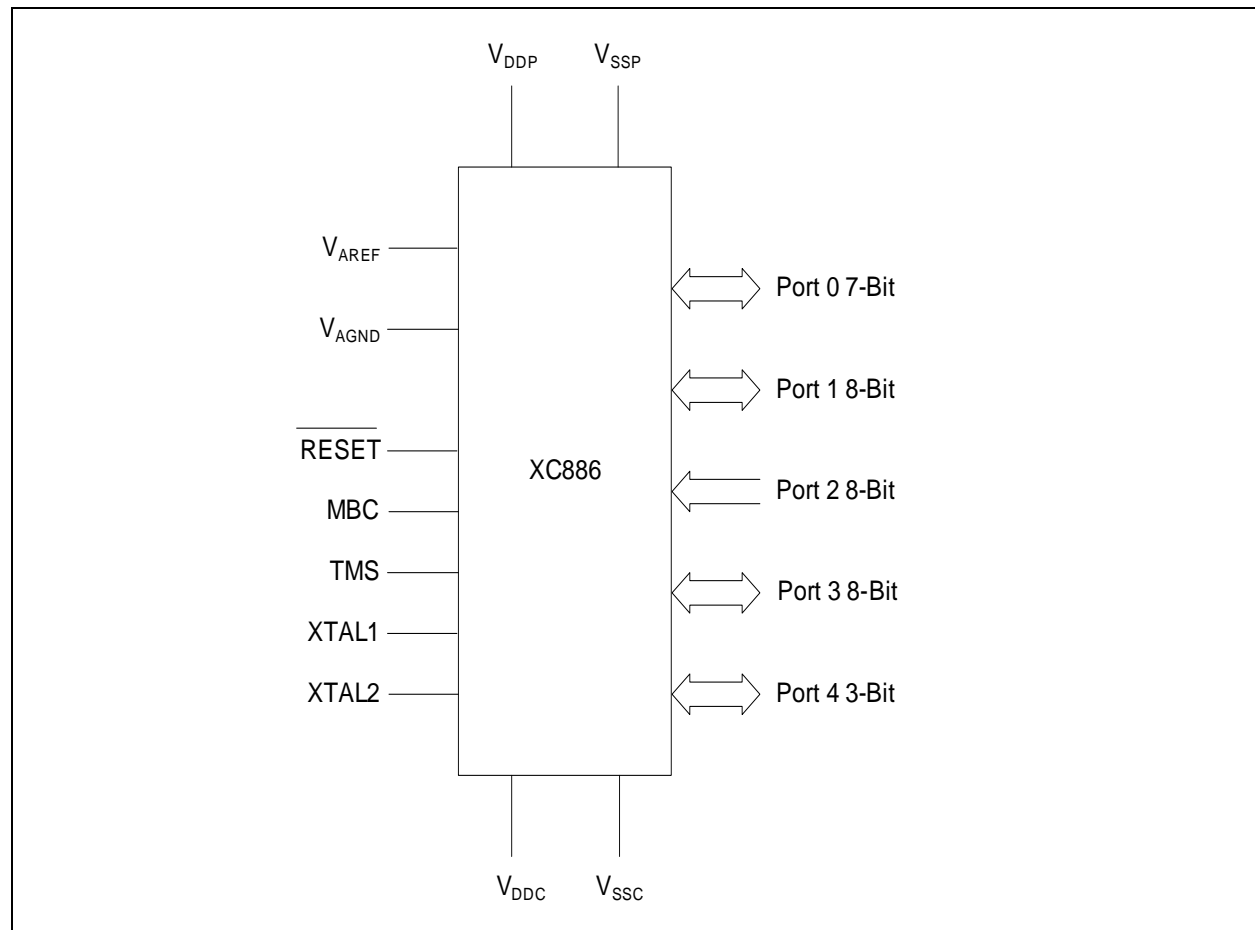 VDDP VSSP
VAREF
Port 0 7-Bit
VAGND
Port 1 8-Bit
RESET
XC886
Port 2 8-Bit
MBC
TMS
Port 3 8-Bit
XTAL1
XTAL2
Port 4 3-Bit
VDDC VSSC